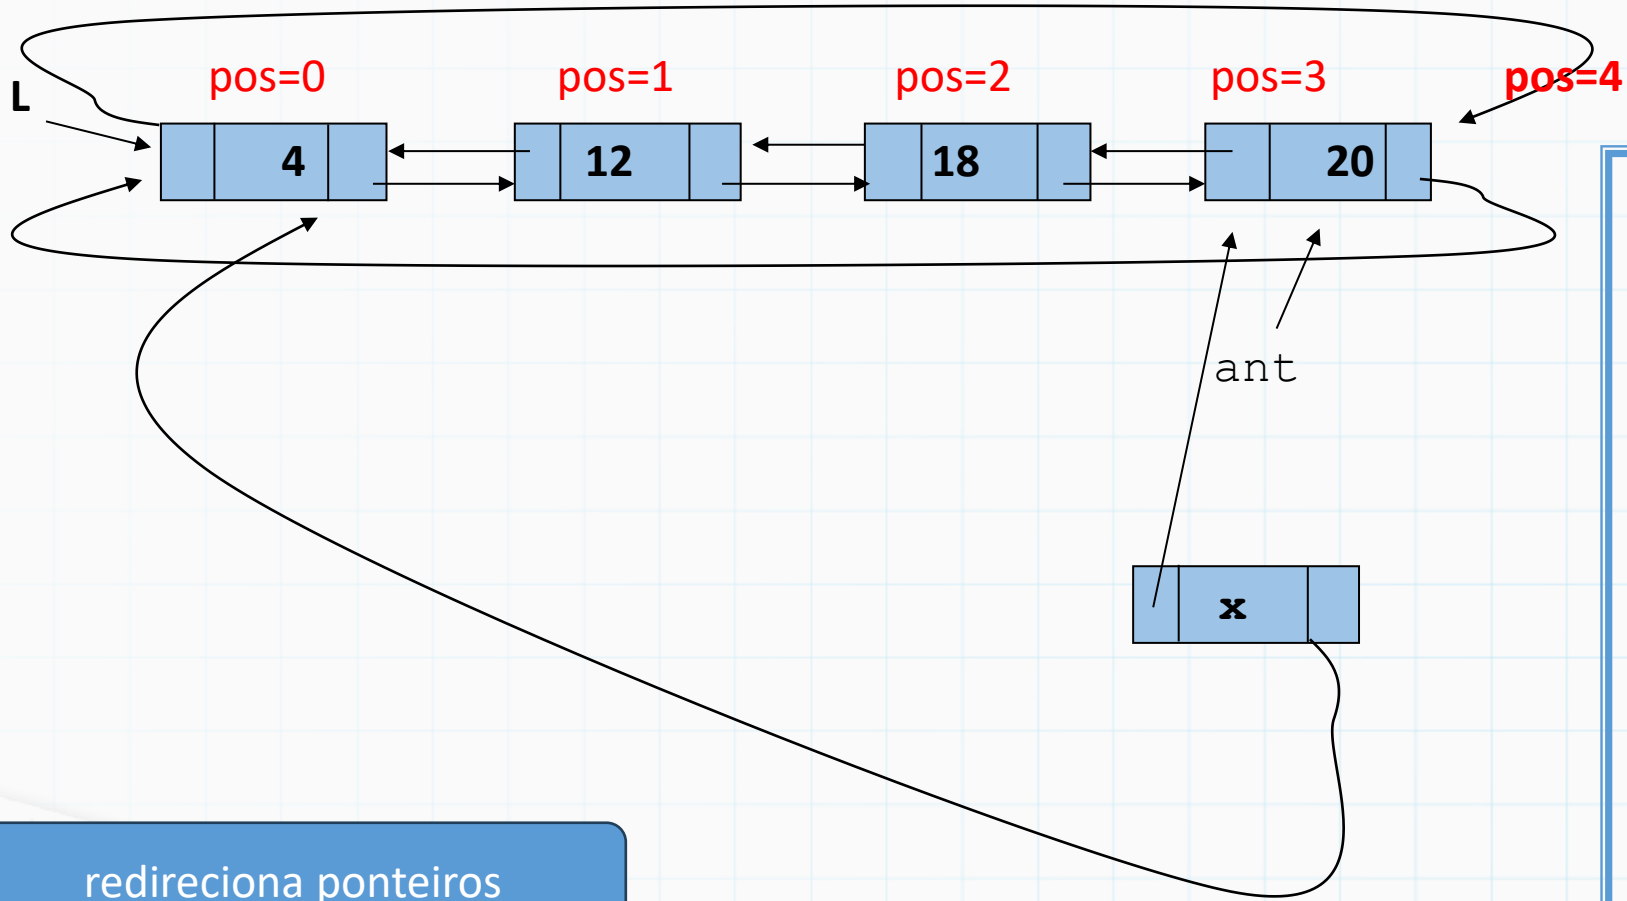 L
pos=0 pos=1 pos=2 pos=3 pos=4
4 12 18 20
ant
x
redireciona ponteiros